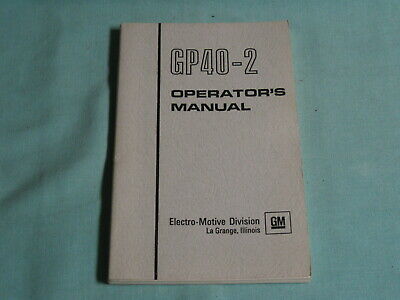 GP40-2
OPERATOR'S
MANUAL
Electro-Motive Division
La Grange, Illinois
GM